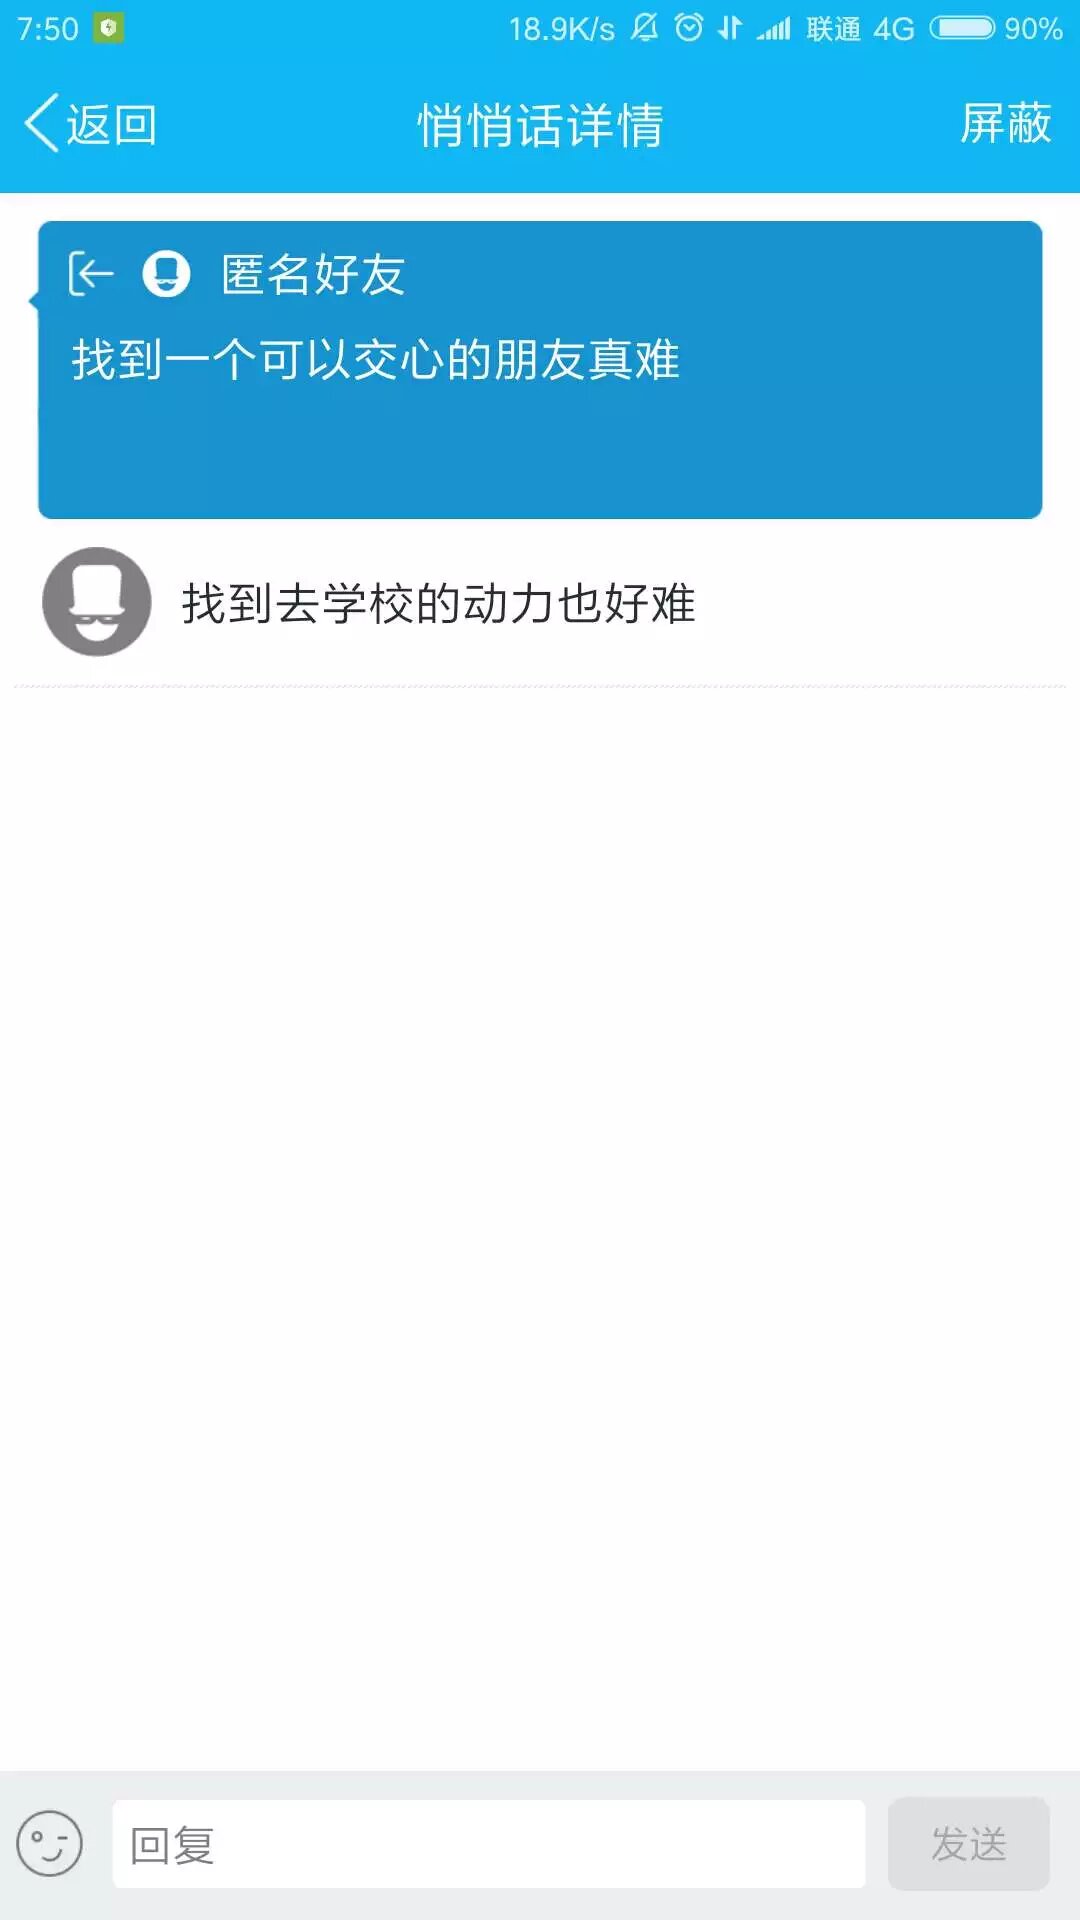 7:50 18.9K/s 联通 4G 90%
返回 悄悄话详情 屏蔽
匿名好友
找到一个可以交心的朋友真难
找到去学校的动力也好难
回复 发送